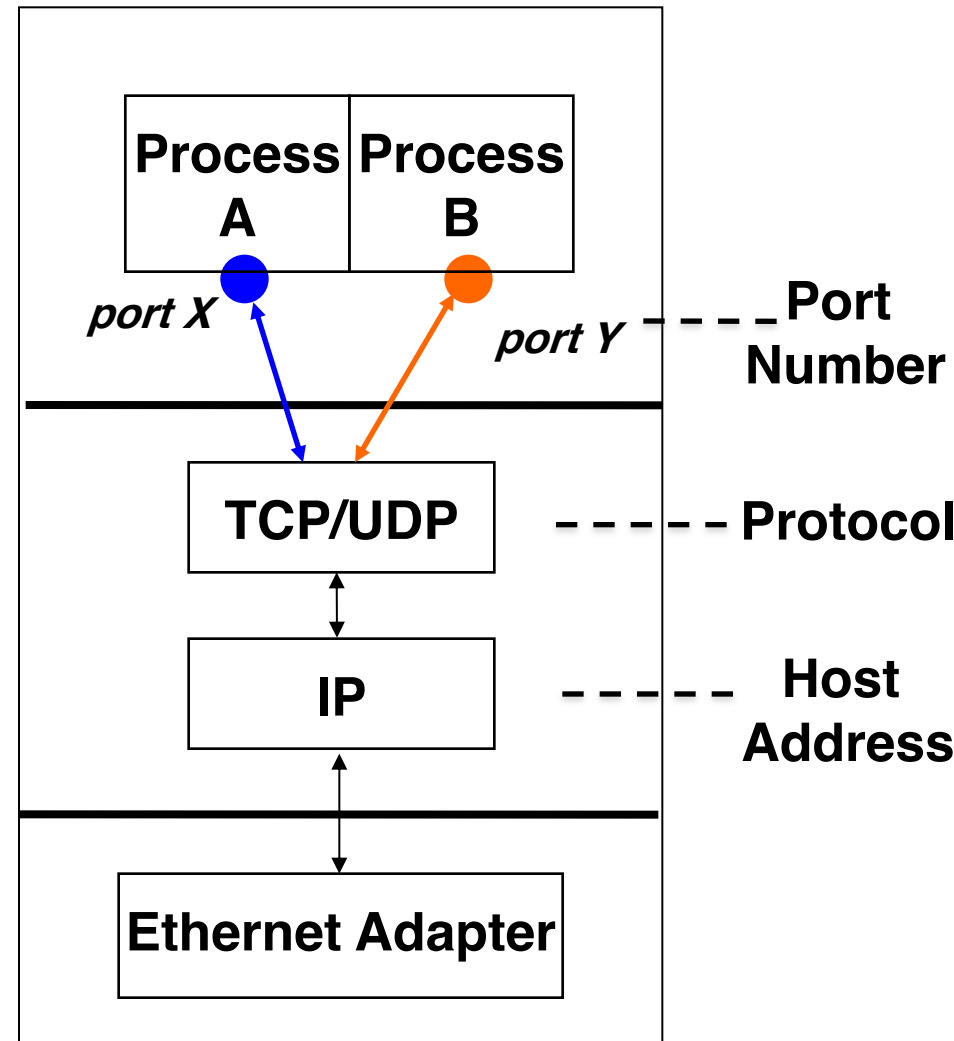 Process Process
A B
port X
port Y
Port
Number
TCP/UDP
Protocol
IP
Host
Address
Ethernet Adapter